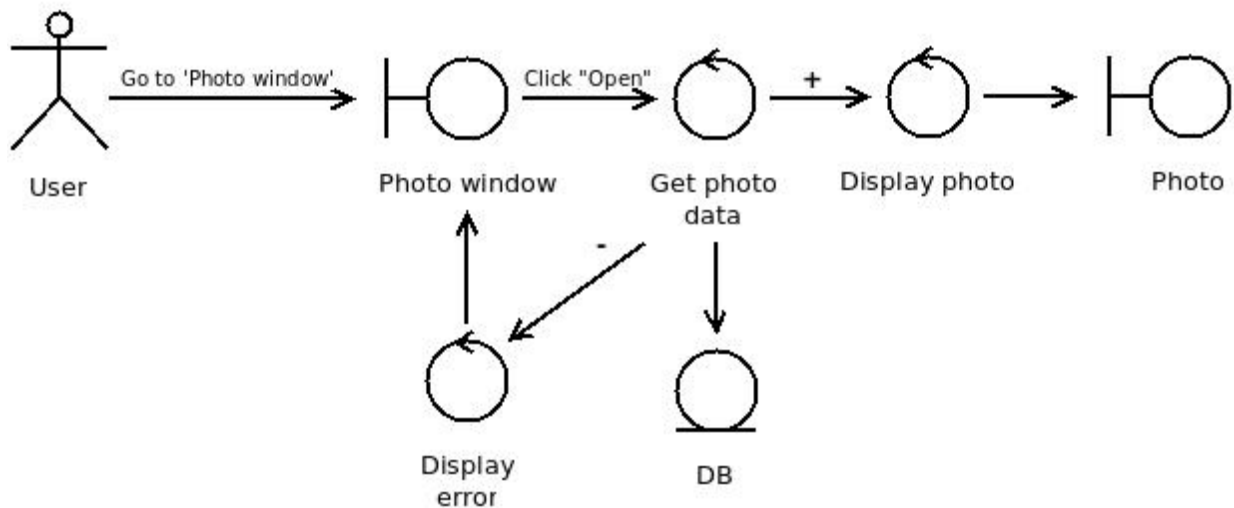 Go to 'Photo window'
Click "Open"
+
User
Photo window
Get photo
data
Display photo
Photo
-
Display
error
DB